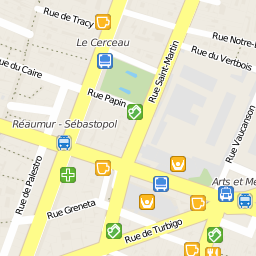 Rue de Tracy
Le Cerceau
Rue Notre-
Rue du Vertbois
Rue du Caire
Rue Saint-Martin
Rue Papin
Réaumur - Sébastopol
Rue Vaucanson
Rue de Palestro
Arts et Me
Rue Greneta
Rue de Turbigo